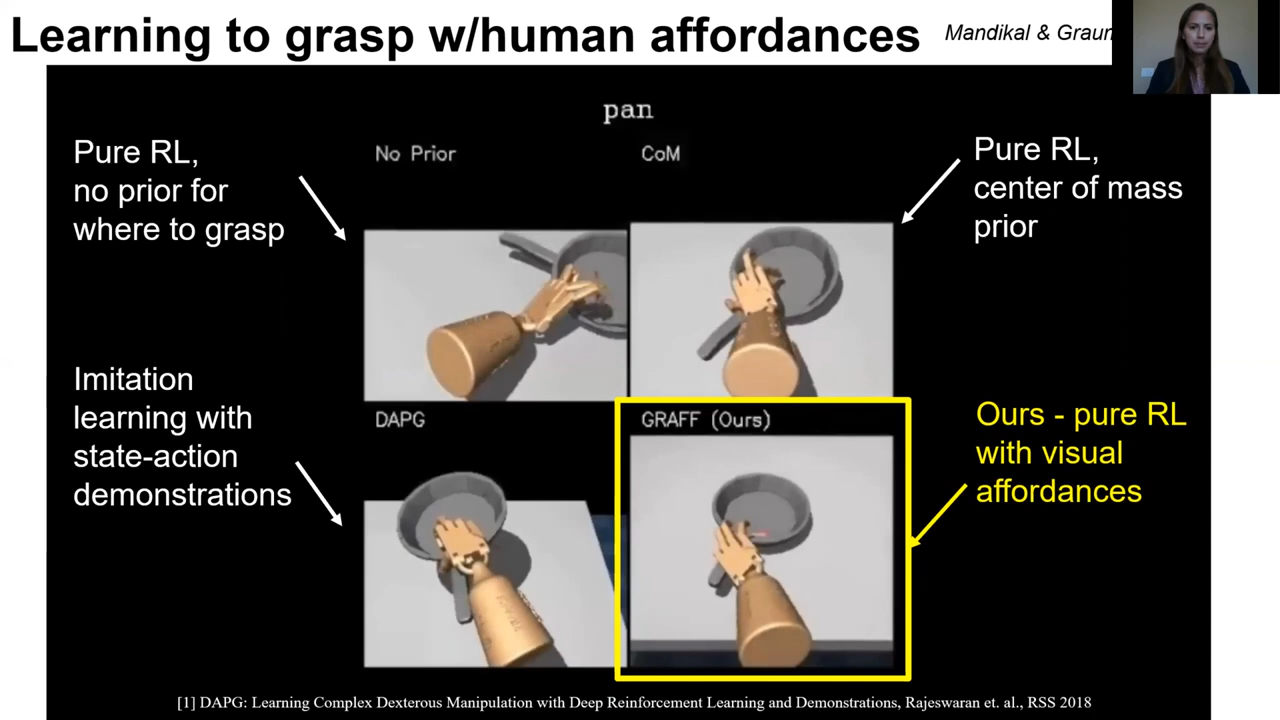 Learning to grasp w/human affordances
Mandikal &
pan
Pure RL,
no prior for
where to grasp
No Prior
CoM
Pure RL,
center of mass
prior
Imitation
learning with
state-action
demonstrations
DAPG
GRAFF (Ours)
Ours - pure RL
with visual
affordances
[1] DAPG: Learning Complex Dexterous Manipulation with Deep Reinforcement Learning and Demonstrations, Rajeswaran et. al., RSS 2018